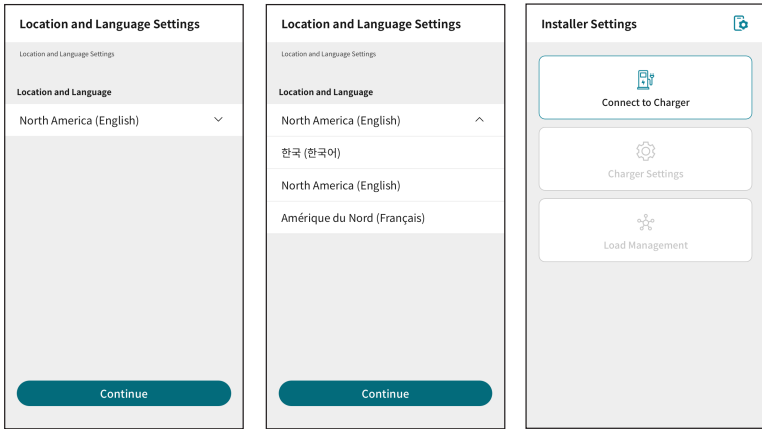 Location and Language Settings
Location and Language Settings
Location and Language
North America (English)
Continue
Location and Language Settings
Location and Language Settings
Location and Language
North America (English)
한국 (한국어)
North America (English)
Amérique du Nord (Français)
Continue
Installer Settings
Connect to Charger
Charger Settings
Load Management